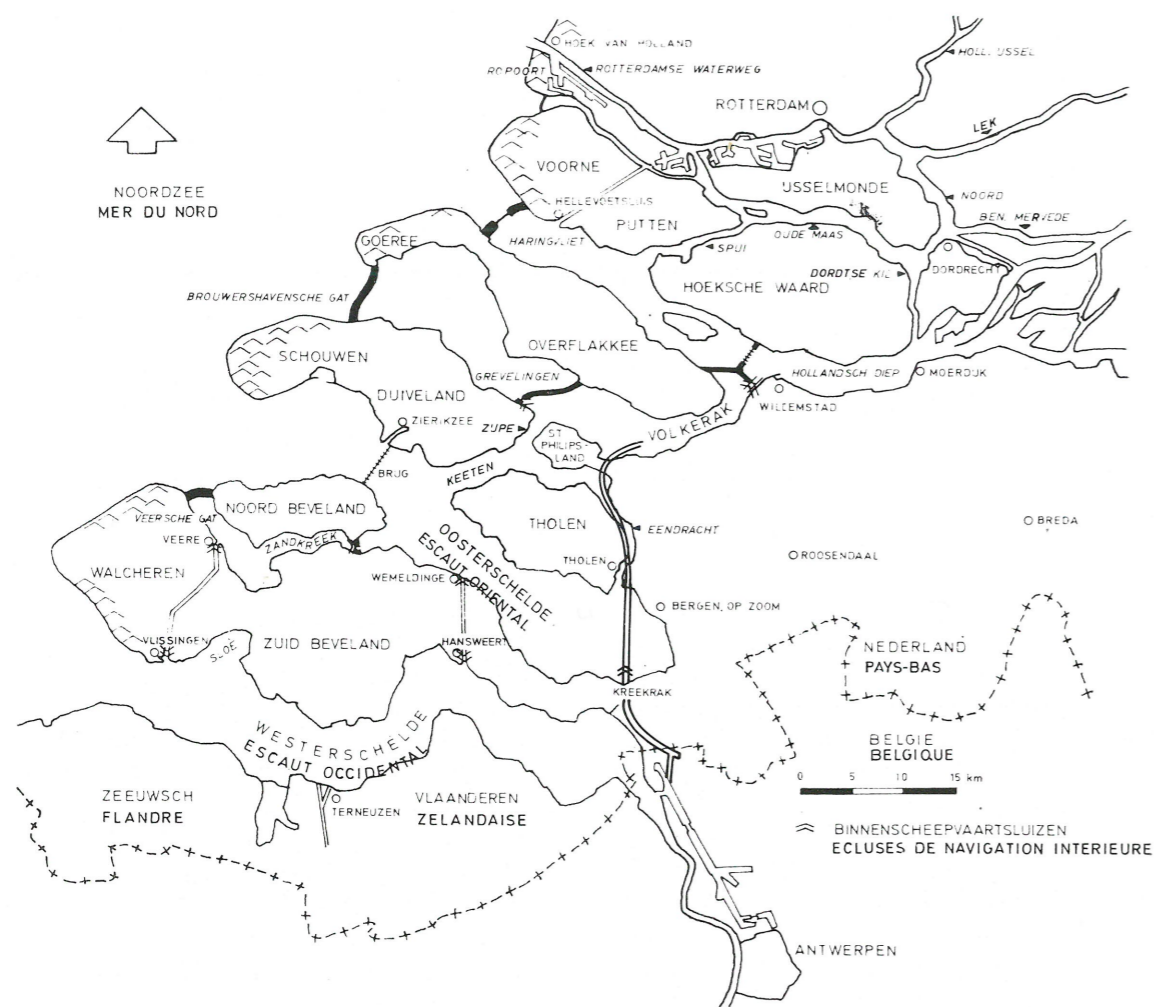 HOEK VAN HOLLAND
HOLL. IJSSEL
ROTTERDAMSE WATERWEG
ROTTERDAM
LEK
NOORDZEE
MER DU NORD
VOORNE
IJSSELMONDE
NOORD
HELLEVOETSLUIS
PUTTEN
BEN. MERVEDE
GOEREE
HARINGVLIET
SPUI
OUDE MAAS
DORDRECHT
DORDTSE KIL
HOEKSCHE WAARD
BROUWERSHAVENSCHE GAT
OVERFLAKKEE
SCHOUWEN
GREVELINGEN
HOLLANDSCH DIEP
MOERDIJK
DUIVELAND
WILLEMSTAD
ZIERIKZEE
ZIJPE
VOLKERAK
ST
PHILIPS-
LAND
BRUG
KEETEN
NOORD BEVELAND
VEERSCHE GAT
THOLEN
EENDRACHT
BREDA
VEERE
ZANDKREEK
OOSTERSCHELDE
ESCAUT ORIENTAL
ROOSENDAAL
WALCHEREN
WEMELDINGE
THOLEN
BERGEN OP ZOOM
VLISSINGEN
SLOE
ZUID BEVELAND
HANSWEERT
NEDERLAND
PAYS-BAS
KREEKRAK
WESTERSCHELDE
ESCAUT OCCIDENTAL
BELGIE
BELGIQUE
0 5 10 15 km
ZEEUWSCH VLAANDEREN
FLANDRE ZELANDAISE
TERNEUZEN
BINNENSCHEEPVAARTSLUIZEN
ECLUSES DE NAVIGATION INTERIEURE
ANTWERPEN